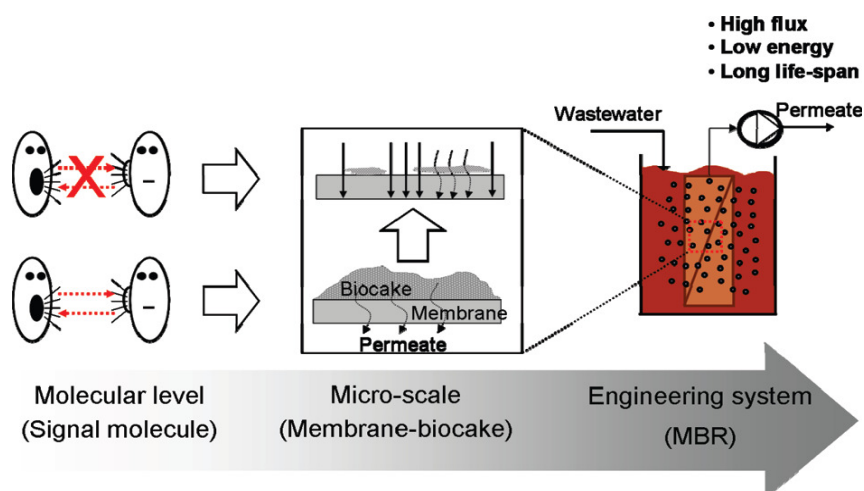 • High flux
• Low energy
• Long life-span
Wastewater
Permeate
Biocake
Membrane
Permeate
Molecular level
(Signal molecule)
Micro-scale
(Membrane-biocake)
Engineering system
(MBR)